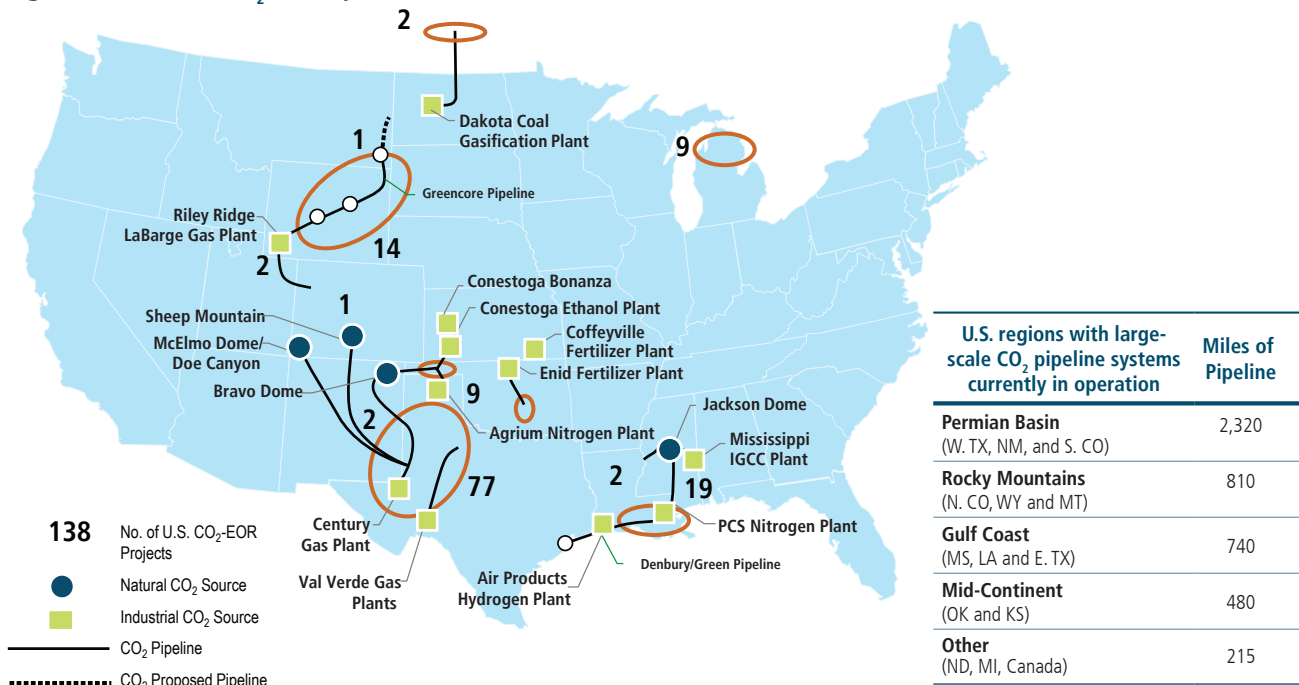 2
Dakota Coal
Gasification Plant
1
9
Greencore Pipeline
Riley Ridge
LaBarge Gas Plant
14
2
Conestoga Bonanza
1
Conestoga Ethanol Plant
Sheep Mountain
Coffeyville
Fertilizer Plant
McElmo Dome/
Doe Canyon
Enid Fertilizer Plant
Bravo Dome
9
2
Agrium Nitrogen Plant
Jackson Dome
Mississippi
IGCC Plant
2
19
77
Century
Gas Plant
PCS Nitrogen Plant
Val Verde Gas
Plants
Air Products
Hydrogen Plant
Denbury/Green Pipeline
138
No. of U.S. CO₂-EOR
Projects
Natural CO₂ Source
Industrial CO₂ Source
CO₂ Pipeline
CO₂ Proposed Pipeline
U.S. regions with large-
scale CO₂ pipeline systems
currently in operation
Miles of
Pipeline
Permian Basin
(W. TX, NM, and S. CO)
2,320
Rocky Mountains
(N. CO, WY and MT)
810
Gulf Coast
(MS, LA and E. TX)
740
Mid-Continent
(OK and KS)
480
Other
(ND, MI, Canada)
215